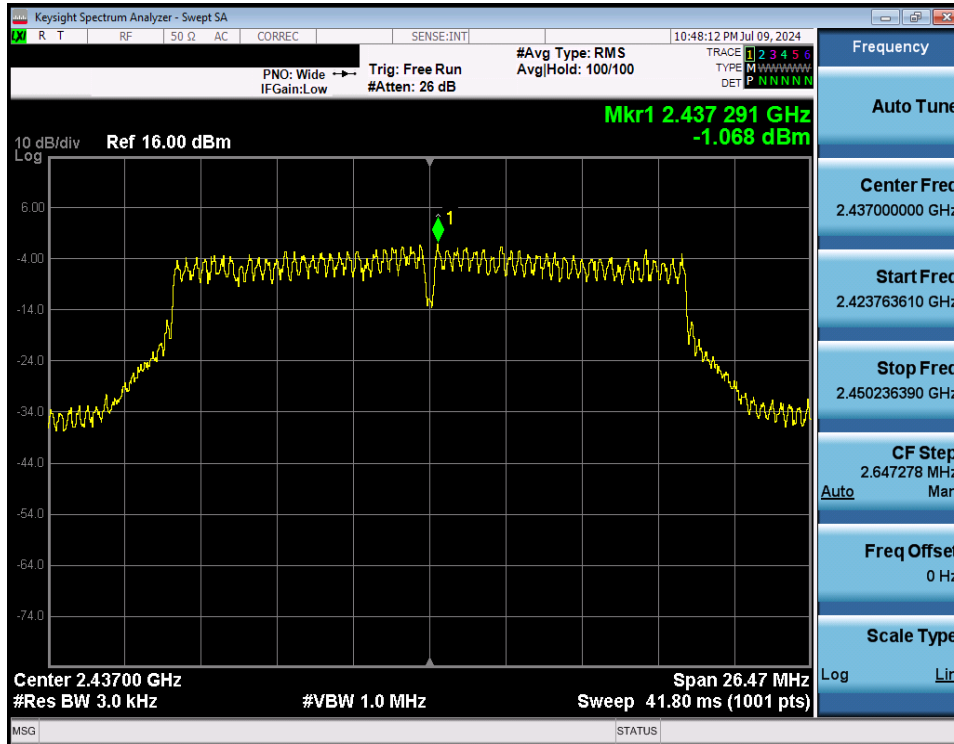 Keysight Spectrum Analyzer - Swept SA
LXI R T RF 50 Ω AC CORREC SENSE:INT 10:48:12 PM Jul 09, 2024
#Avg Type: RMS TRACE 1 2 3 4 5 6
PNO: Wide Trig: Free Run Avg|Hold: 100/100 TYPE M W W W W W
IFGain:Low #Atten: 26 dB DET P N N N N N
Mkr1 2.437 291 GHz
-1.068 dBm
10 dB/div Ref 16.00 dBm
Log
6.00
-4.00
-14.0
-24.0
-34.0
-44.0
-54.0
-64.0
-74.0
1
Center 2.43700 GHz Span 26.47 MHz
#Res BW 3.0 kHz #VBW 1.0 MHz Sweep 41.80 ms (1001 pts)
MSG STATUS
Frequency
Auto Tune
Center Freq
2.437000000 GHz
Start Freq
2.423763610 GHz
Stop Freq
2.450236390 GHz
CF Step
2.647278 MHz
Auto Man
Freq Offset
0 Hz
Scale Type
Log Lin